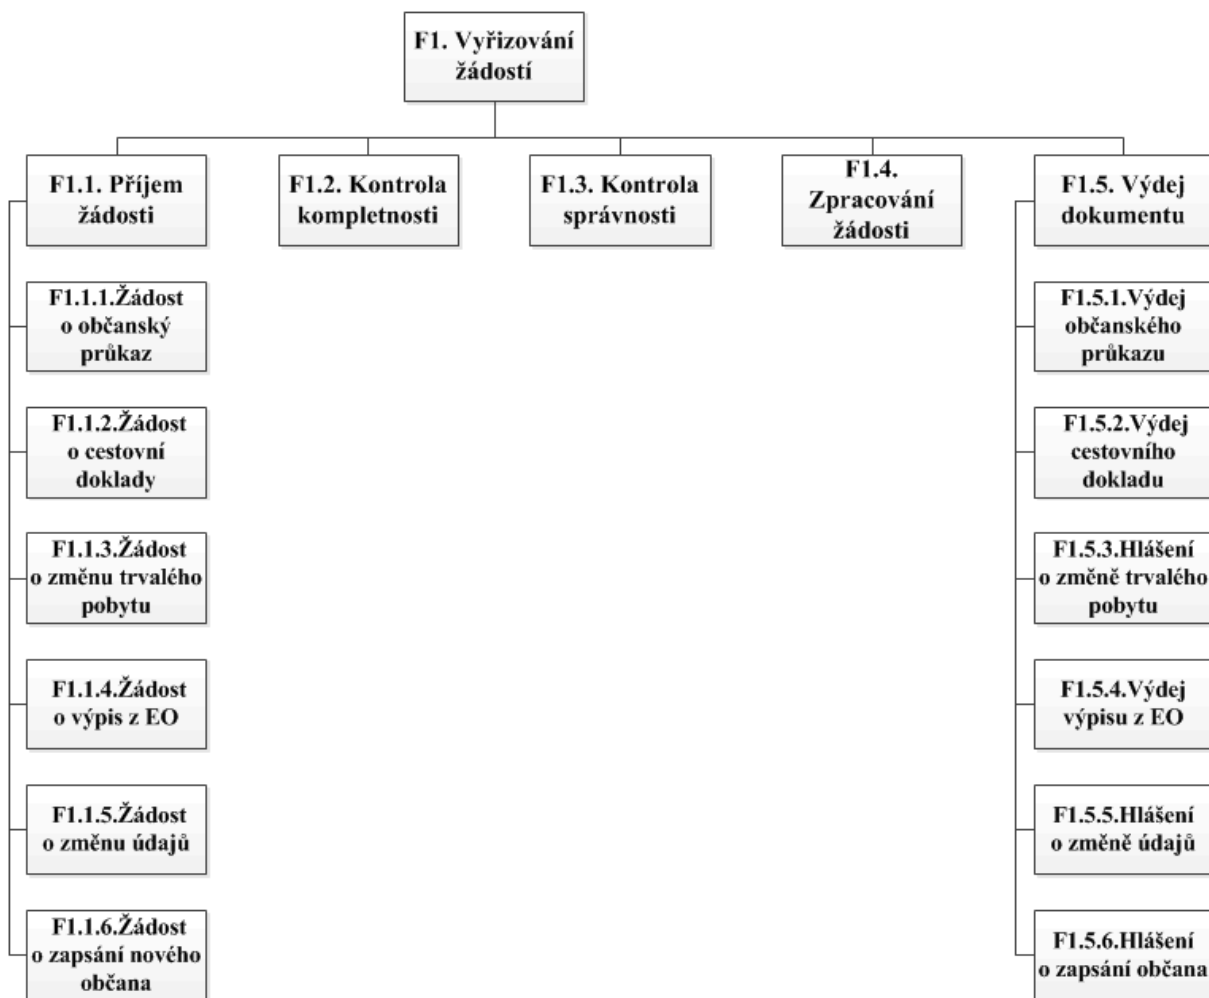 F1. Vyřizování
žádostí
F1.1. Příjem
žádosti
F1.2. Kontrola
kompletnosti
F1.3. Kontrola
správnosti
F1.4.
Zpracování
žádosti
F1.5. Výdej
dokumentu
F1.1.1.Žádost
o občanský
průkaz
F1.1.2.Žádost
o cestovní
doklady
F1.1.3.Žádost
o změnu trvalého
pobytu
F1.1.4.Žádost
o výpis z EO
F1.1.5.Žádost
o změnu údajů
F1.1.6.Žádost
o zapsání nového
občana
F1.5.1.Výdej
občanského
průkazu
F1.5.2.Výdej
cestovního
dokladu
F1.5.3.Hlášení
o změně trvalého
pobytu
F1.5.4.Výdej
výpisu z EO
F1.5.5.Hlášení
o změně údajů
F1.5.6.Hlášení
o zapsání občana